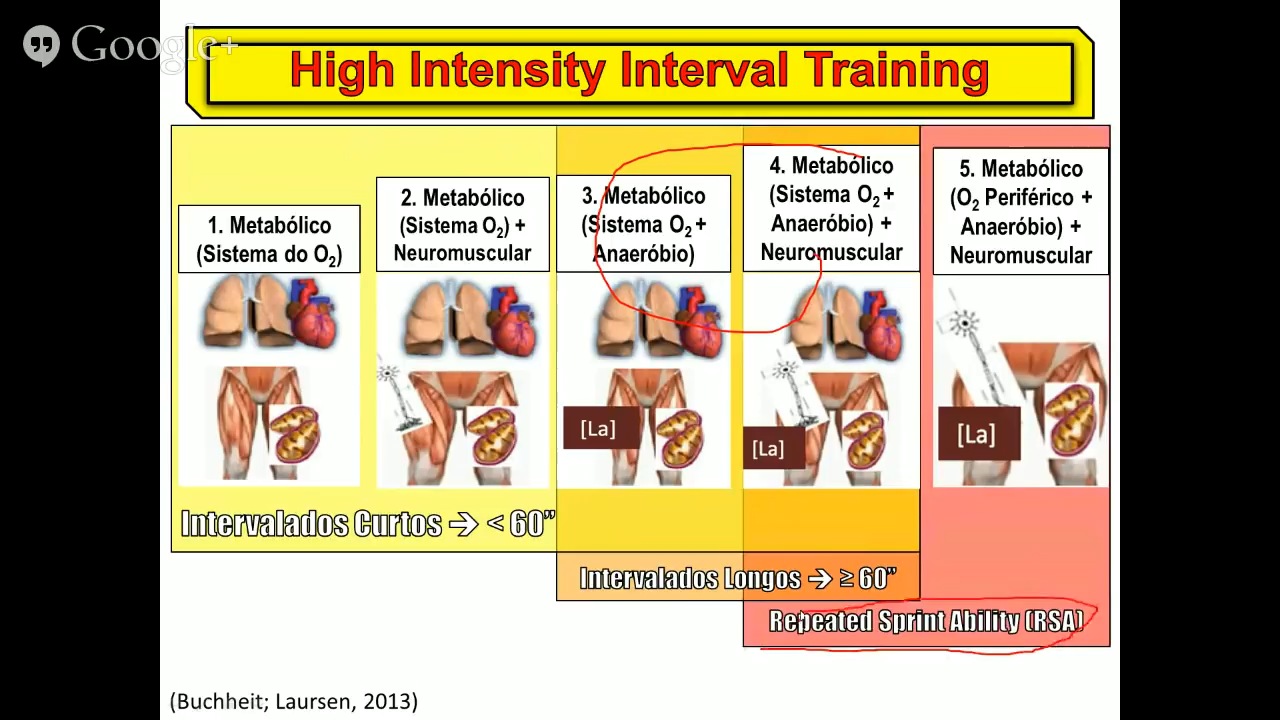 Google+
High Intensity Interval Training
1. Metabólico
(Sistema do O₂)
2. Metabólico
(Sistema O₂) +
Neuromuscular
3. Metabólico
(Sistema O₂ +
Anaeróbio)
4. Metabólico
(Sistema O₂ +
Anaeróbio) +
Neuromuscular
5. Metabólico
(O₂ Periférico +
Anaeróbio) +
Neuromuscular
[La]
[La]
[La]
Intervalados Curtos → < 60”
Intervalados Longos → ≥ 60”
Repeated Sprint Ability (RSA)
(Buchheit; Laursen, 2013)